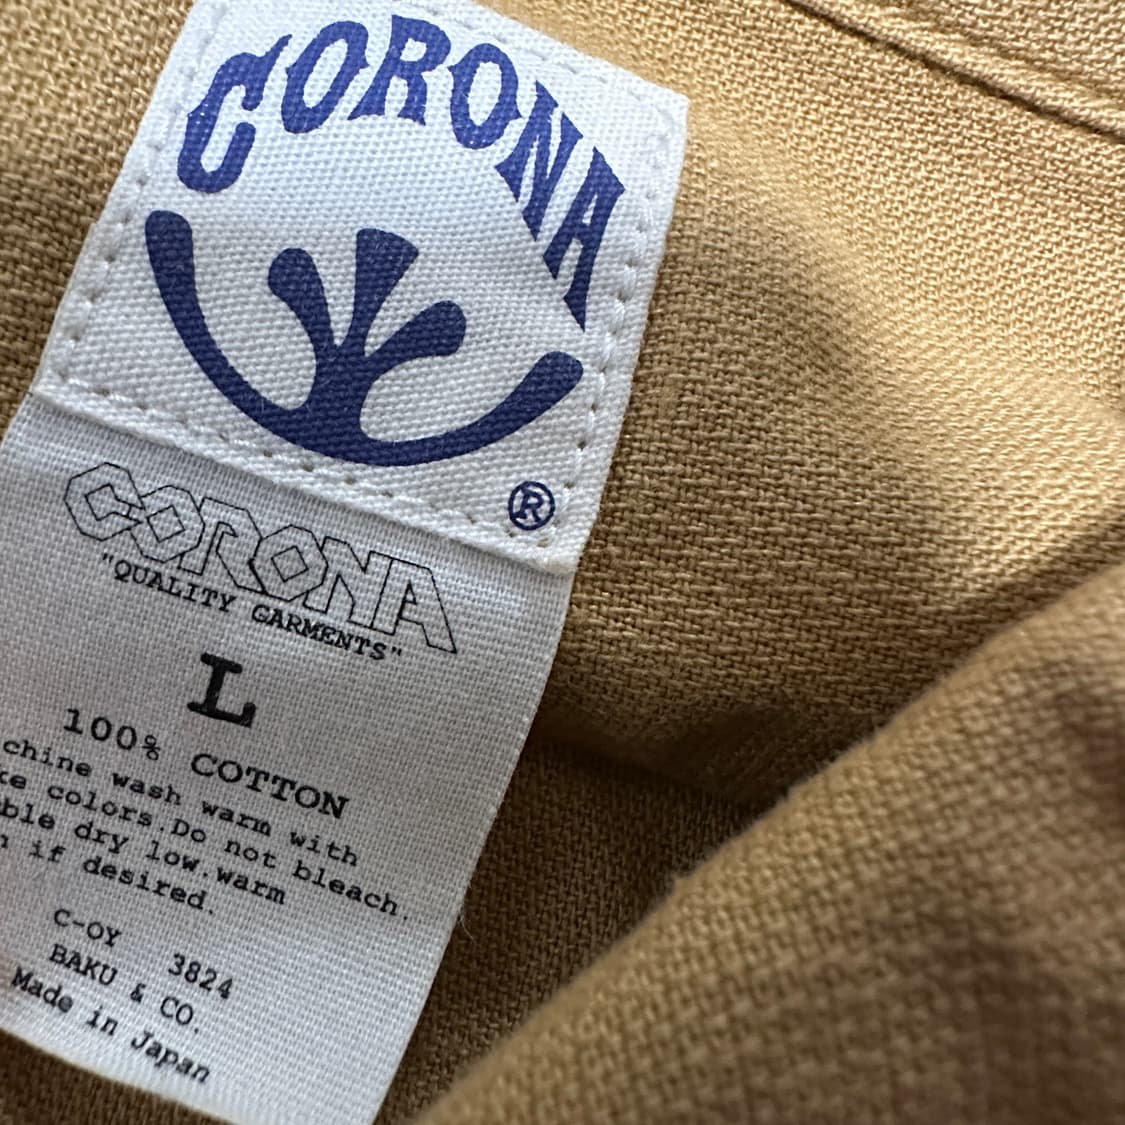 CORONA
®
CORONA
"QUALITY GARMENTS"
L
100% COTTON
chine wash warm with
ke colors.Do not bleach.
ble dry low.warm
n if desired.
C-OY 3824
BAKU & CO.
Made in Japan